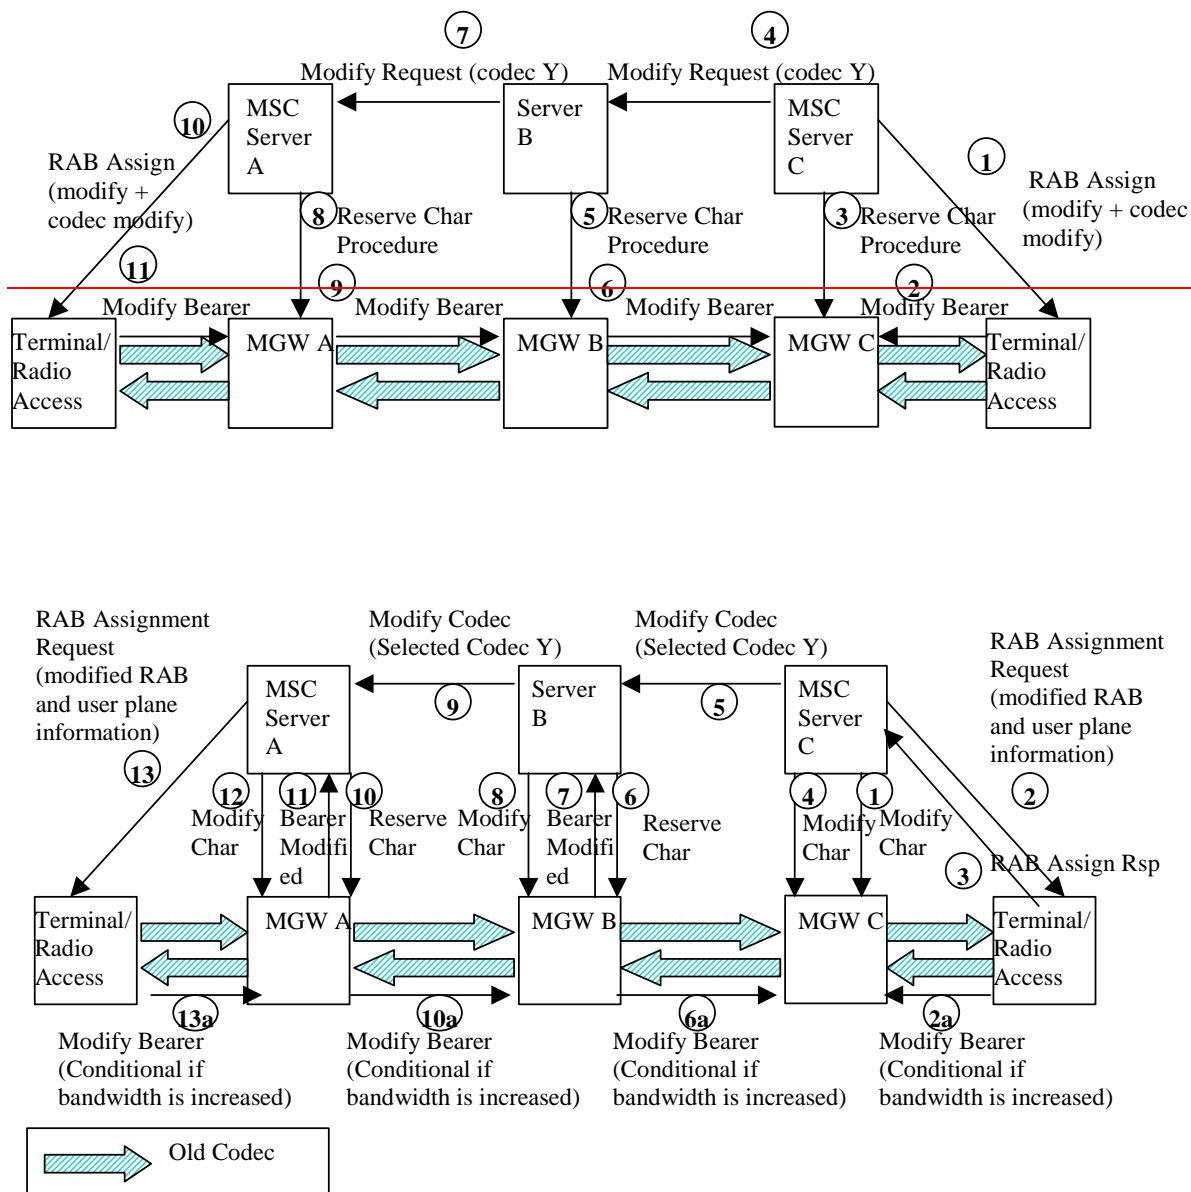 7
4
Modify Request (codec Y)
Modify Request (codec Y)
MSC
Server
A
Server
B
MSC
Server
C
10
1
RAB Assign
(modify +
codec modify)
RAB Assign
(modify + codec
modify)
8
Reserve Char
Procedure
5
Reserve Char
Procedure
3
Reserve Char
Procedure
11
9
6
2
Modify Bearer
Modify Bearer
Modify Bearer
Modify Bearer
Terminal/
Radio
Access
MGW A
MGW B
MGW C
Terminal/
Radio
Access
RAB Assignment
Request
(modified RAB
and user plane
information)
Modify Codec
(Selected Codec Y)
Modify Codec
(Selected Codec Y)
RAB Assignment
Request
(modified RAB
and user plane
information)
MSC
Server
A
9
Server
B
5
MSC
Server
C
13
12
11
10
8
7
6
4
1
2
Modify
Char
Bearer
Modifi
ed
Reserve
Char
Modify
Char
Bearer
Modifi
ed
Reserve
Char
Modify
Char
Modify
Char
3
RAB Assign Rsp
Terminal/
Radio
Access
MGW A
MGW B
MGW C
Terminal/
Radio
Access
13a
10a
6a
2a
Modify Bearer
(Conditional if
bandwidth is increased)
Modify Bearer
(Conditional if
bandwidth is increased)
Modify Bearer
(Conditional if
bandwidth is increased)
Modify Bearer
(Conditional if
bandwidth is increased)
Old Codec